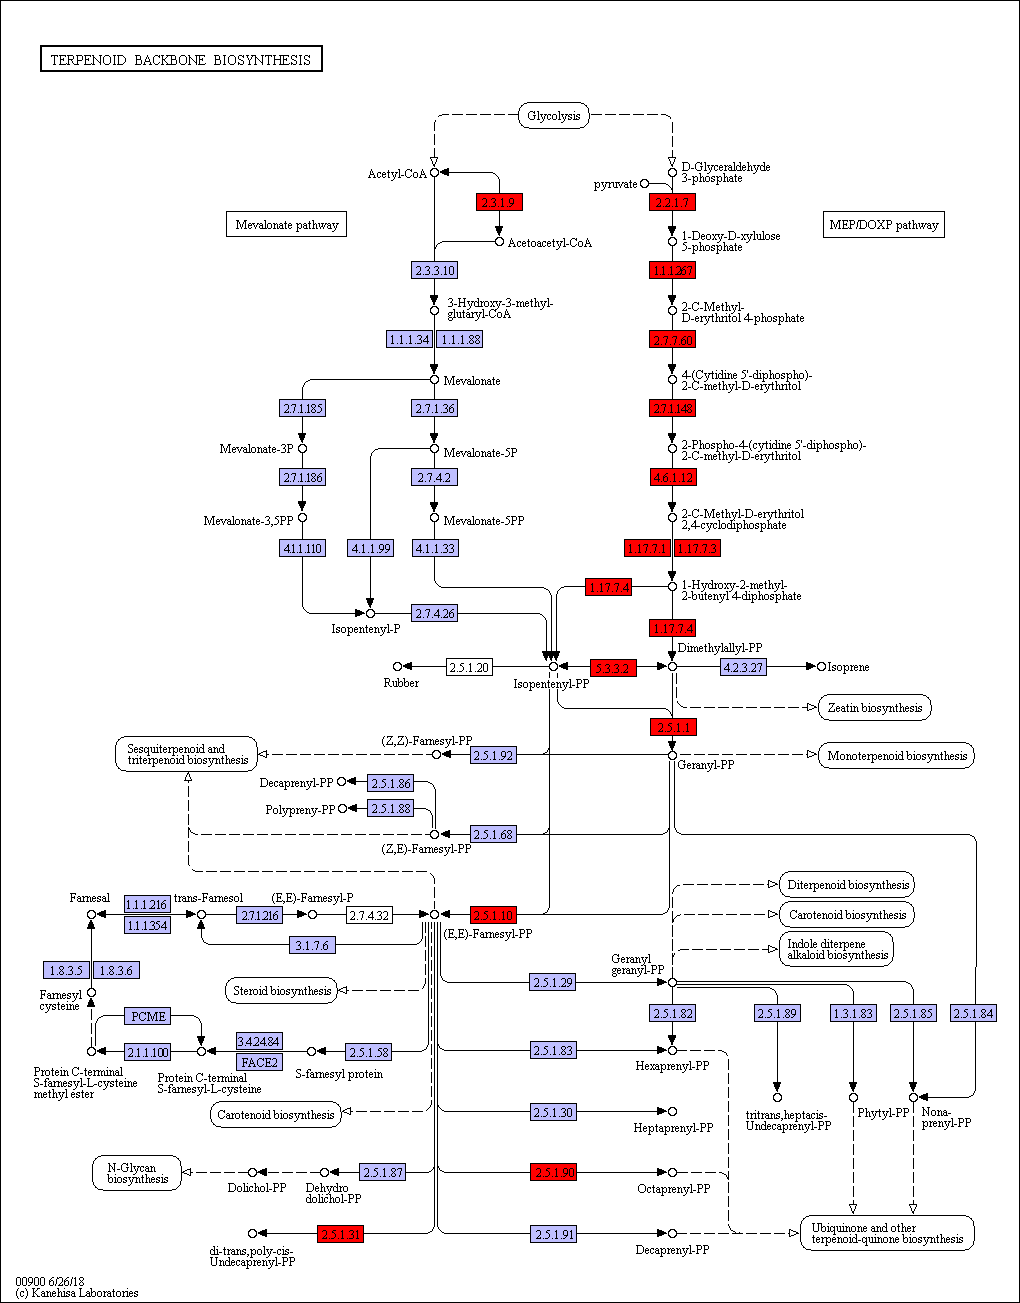 TERPENOID BACKBONE BIOSYNTHESIS
Glycolysis
Acetyl-CoA
D-Glyceraldehyde
3-phosphate
pyruvate
2.3.1.9
2.2.1.7
Mevalonate pathway
MEP/DOXP pathway
Acetoacetyl-CoA
1-Deoxy-D-xylulose
5-phosphate
2.3.3.10
1.1.1.267
3-Hydroxy-3-methyl-
glutaryl-CoA
2-C-Methyl-
D-erythritol 4-phosphate
1.1.1.34
1.1.1.88
2.7.7.60
Mevalonate
4-(Cytidine 5'-diphospho)-
2-C-methyl-D-erythritol
2.7.1.185
2.7.1.36
2.7.1.148
Mevalonate-3P
Mevalonate-5P
2-Phospho-4-(cytidine 5'-diphospho)-
2-C-methyl-D-erythritol
2.7.1.186
2.7.4.2
4.6.1.12
Mevalonate-3,5PP
Mevalonate-5PP
2-C-Methyl-D-erythritol
2,4-cyclodiphosphate
4.1.1.110
4.1.1.99
4.1.1.33
1.17.7.1
1.17.7.3
1.17.7.4
1-Hydroxy-2-methyl-
2-butenyl 4-diphosphate
Isopentenyl-P
2.7.4.26
1.17.7.4
Dimethylallyl-PP
Rubber
2.5.1.20
Isopentenyl-PP
5.3.3.2
4.2.3.27
Isoprene
Zeatin biosynthesis
2.5.1.1
Sesquiterpenoid and
triterpenoid biosynthesis
(Z,Z)-Farnesyl-PP
2.5.1.92
Geranyl-PP
Monoterpenoid biosynthesis
Decaprenyl-PP
2.5.1.86
Polypreny-PP
2.5.1.88
2.5.1.68
(Z,E)-Farnesyl-PP
Farnesal
1.1.1.216
1.1.1.354
trans-Farnesol
2.7.1.216
(E,E)-Farnesyl-P
2.7.4.32
2.5.1.10
(E,E)-Farnesyl-PP
Diterpenoid biosynthesis
Carotenoid biosynthesis
Indole diterpene
alkaloid biosynthesis
3.1.7.6
1.8.3.5
1.8.3.6
Geranyl
geranyl-PP
2.5.1.29
Farnesyl
cysteine
Steroid biosynthesis
PCME
2.5.1.82
2.5.1.89
1.3.1.83
2.5.1.85
2.5.1.84
2.1.1.100
3.4.24.84
FACE2
2.5.1.58
2.5.1.83
Protein C-terminal
S-farnesyl-L-cysteine
methyl ester
Protein C-terminal
S-farnesyl-L-cysteine
S-farnesyl protein
Hexaprenyl-PP
Carotenoid biosynthesis
2.5.1.30
Heptaprenyl-PP
tritrans,heptacis-
Undecaprenyl-PP
Phytyl-PP
Nona-
prenyl-PP
N-Glycan
biosynthesis
Dolichol-PP
Dehydro
dolichol-PP
2.5.1.87
2.5.1.90
Octaprenyl-PP
2.5.1.31
di-trans,poly-cis-
Undecaprenyl-PP
2.5.1.91
Decaprenyl-PP
Ubiquinone and other
terpenoid-quinone biosynthesis
00900 6/26/18
(c) Kanehisa Laboratories